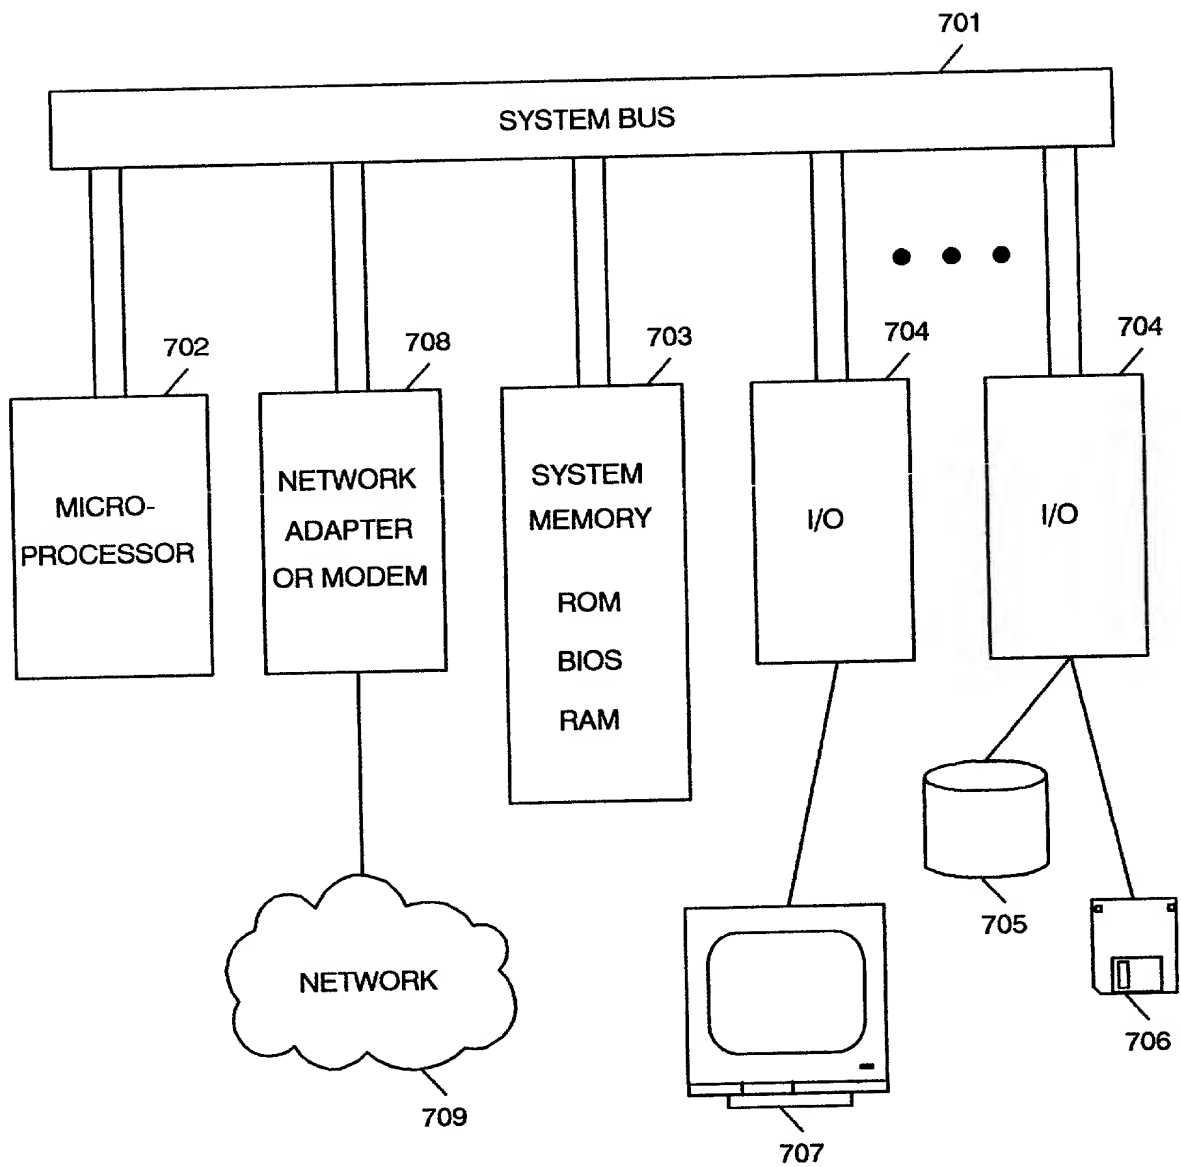 701
SYSTEM BUS
702
708
703
704
704
MICRO-
PROCESSOR
NETWORK
ADAPTER
OR MODEM
SYSTEM
MEMORY
ROM
BIOS
RAM
I/O
I/O
NETWORK
709
707
705
706